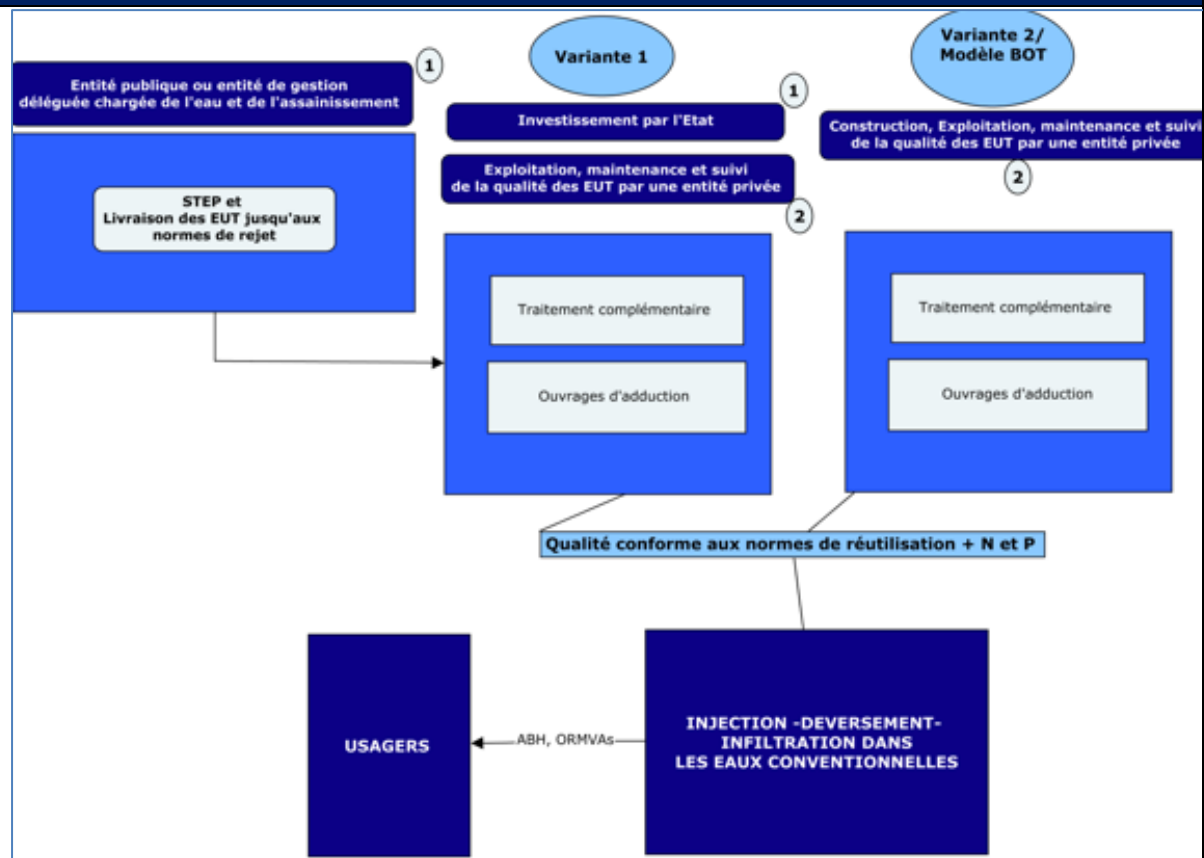 1
Entité publique ou entité de gestion
déléguée chargée de l'eau et de l'assainissement
STEP et
Livraison des EUT jusqu'aux
normes de rejet
Variante 1
1
Investissement par l'Etat
Exploitation, maintenance et suivi
de la qualité des EUT par une entité privée
2
Traitement complémentaire
Ouvrages d'adduction
Variante 2/
Modèle BOT
Construction, Exploitation, maintenance et suivi
de la qualité des EUT par une entité privée
2
Traitement complémentaire
Ouvrages d'adduction
Qualité conforme aux normes de réutilisation + N et P
USAGERS
ABH, ORMVAs
INJECTION -DEVERSEMENT-
INFILTRATION DANS
LES EAUX CONVENTIONNELLES